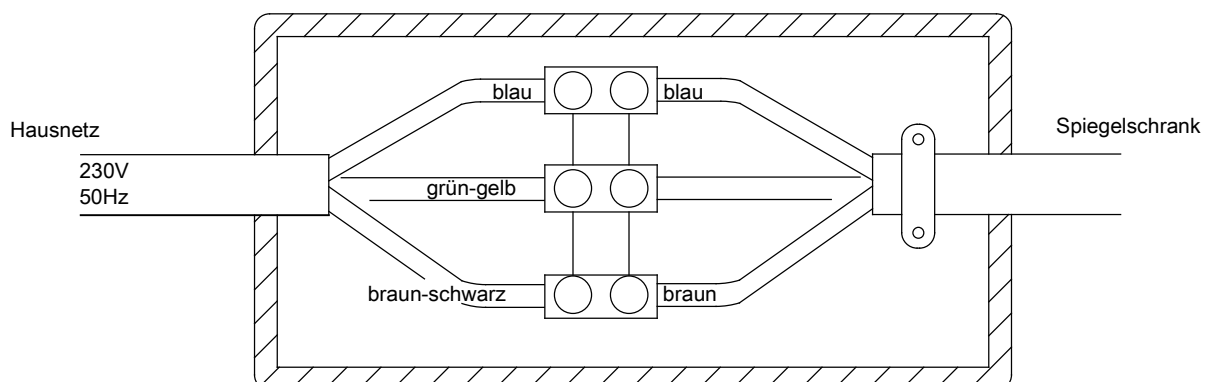 blau
blau
Hausnetz
Spiegelschrank
230V
50Hz
grün-gelb
braun-schwarz
braun